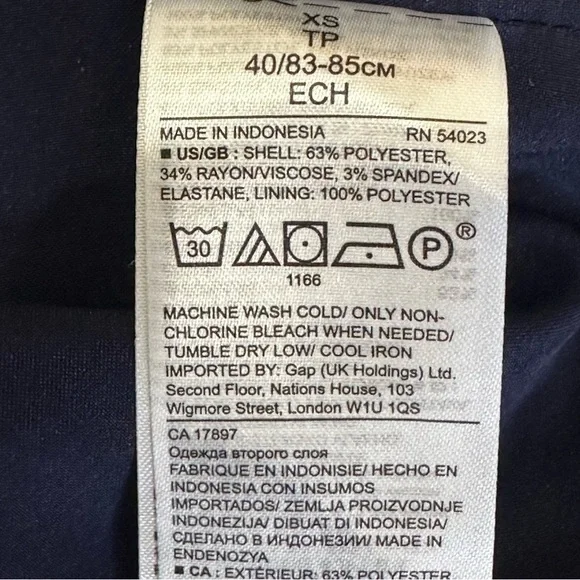 XS
TP
40/83-85CM
ECH
MADE IN INDONESIA RN 54023
■ US/GB : SHELL: 63% POLYESTER,
34% RAYON/VISCOSE, 3% SPANDEX/
ELASTANE, LINING: 100% POLYESTER
30 P®
1166
MACHINE WASH COLD/ ONLY NON-
CHLORINE BLEACH WHEN NEEDED/
TUMBLE DRY LOW/ COOL IRON
IMPORTED BY: Gap (UK Holdings) Ltd.
Second Floor, Nations House, 103
Wigmore Street, London W1U 1QS
CA 17897
Одежда второго слоя
FABRIQUE EN INDONISIE/ HECHO EN
INDONESIA CON INSUMOS
IMPORTADOS/ ZEMLJA PROIZVODNJE
INDONEZIJA/ DIBUAT DI INDONESIA/
СДЕЛАНО В ИНДОНЕЗИИ/ MADE IN
ENDENOZYA
■ CA : EXTÉRIEUR: 63% POLYESTER